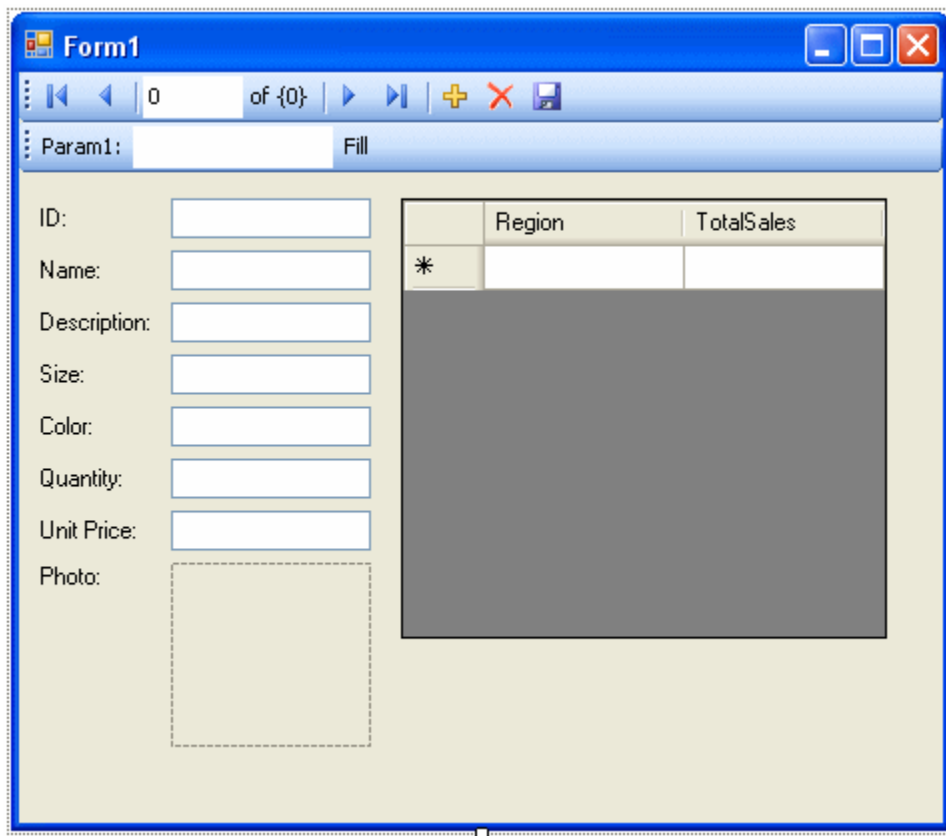 Form1
0 of {0}
Param1: Fill
ID:
Name:
Description:
Size:
Color:
Quantity:
Unit Price:
Photo:
Region TotalSales